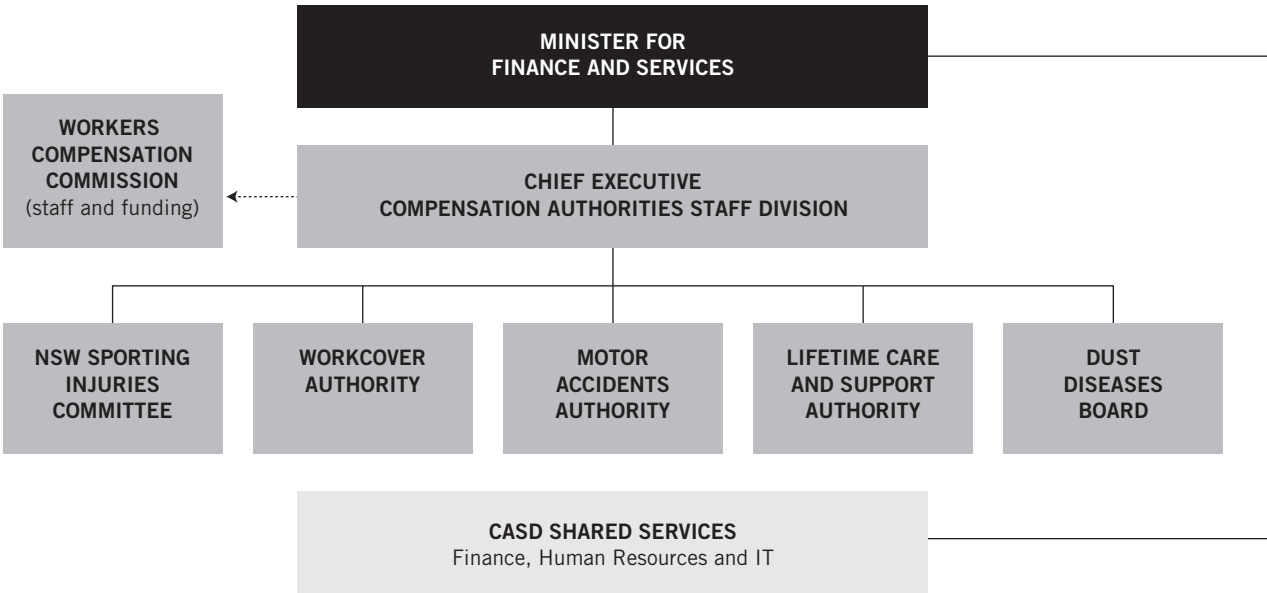 MINISTER FOR
FINANCE AND SERVICES
WORKERS
COMPENSATION
COMMISSION
(staff and funding)
CHIEF EXECUTIVE
COMPENSATION AUTHORITIES STAFF DIVISION
NSW SPORTING
INJURIES
COMMITTEE
WORKCOVER
AUTHORITY
MOTOR
ACCIDENTS
AUTHORITY
LIFETIME CARE
AND SUPPORT
AUTHORITY
DUST
DISEASES
BOARD
CASD SHARED SERVICES
Finance, Human Resources and IT